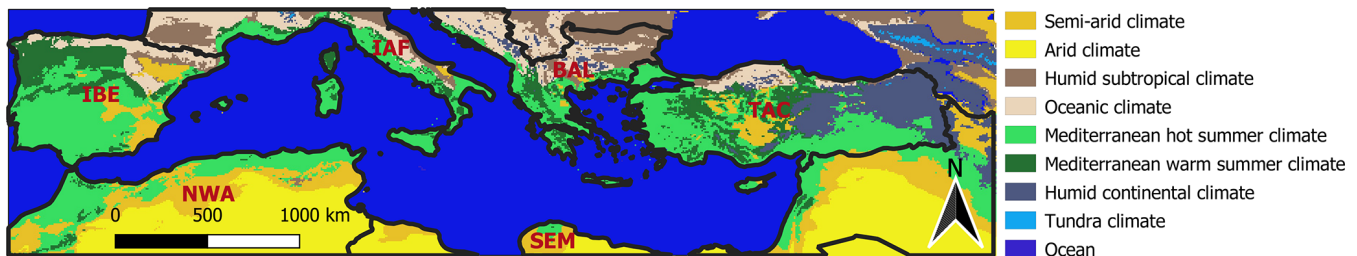 IAF
BAL
IBE
TAC
NWA
SEM
0 500 1000 km
N
Semi-arid climate
Arid climate
Humid subtropical climate
Oceanic climate
Mediterranean hot summer climate
Mediterranean warm summer climate
Humid continental climate
Tundra climate
Ocean